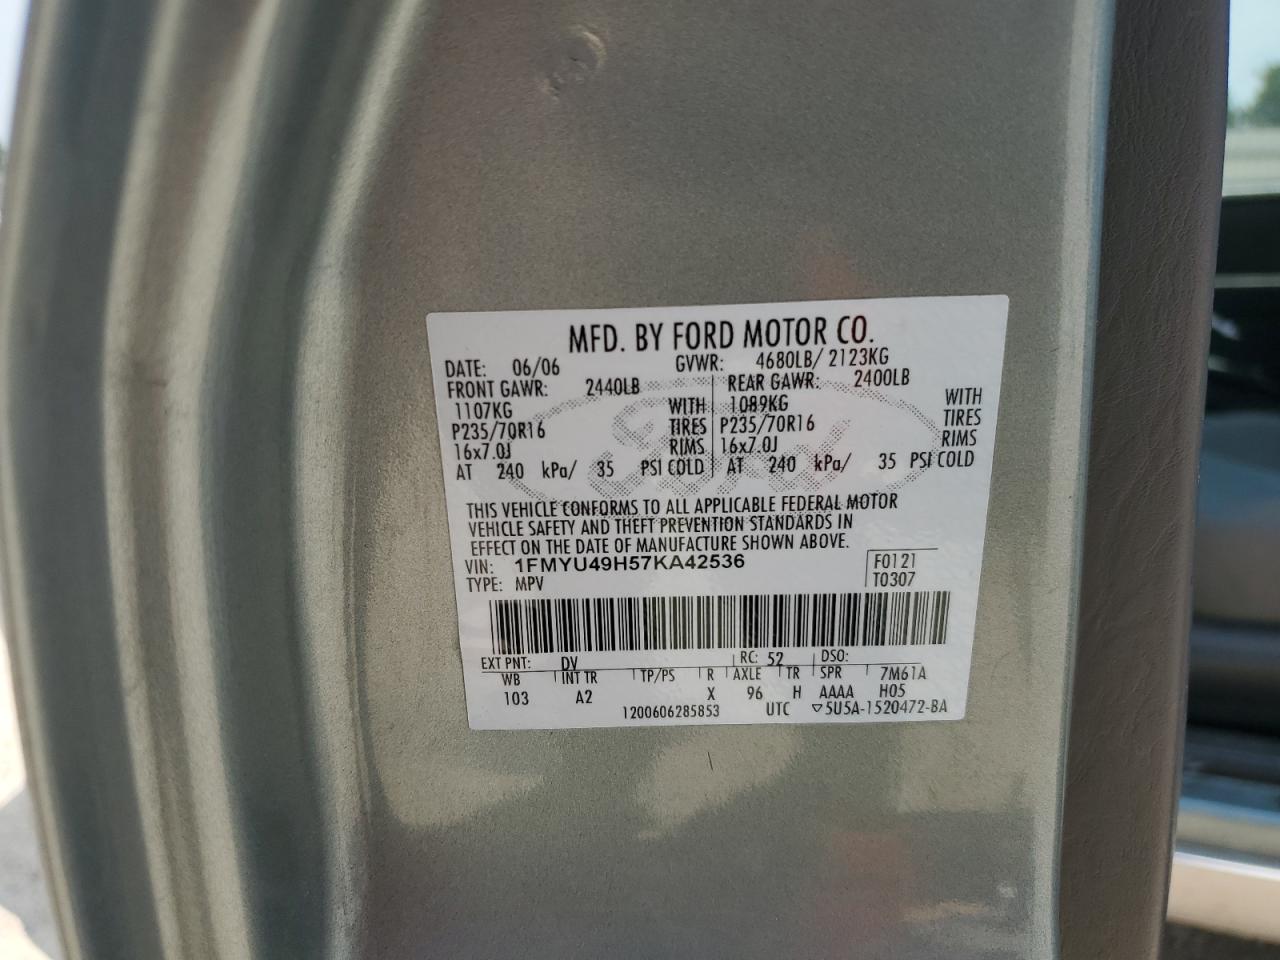 MFD. BY FORD MOTOR CO.
DATE: 06/06 GVWR: 4680LB/ 2123KG
FRONT GAWR: 2440LB REAR GAWR: 2400LB
1107KG WITH 1089KG WITH
P235/70R16 TIRES P235/70R16 TIRES
16x7.0J RIMS 16x7.0J RIMS
AT 240 kPa/ 35 PSI COLD AT 240 kPa/ 35 PSI COLD
Ford
THIS VEHICLE CONFORMS TO ALL APPLICABLE FEDERAL MOTOR
VEHICLE SAFETY AND THEFT PREVENTION STANDARDS IN
EFFECT ON THE DATE OF MANUFACTURE SHOWN ABOVE.
VIN: 1FMYU49H57KA42536 F0121
TYPE: MPV T0307
EXT PNT: DV RC: 52 DSO:
WB INT TR TP/PS R AXLE TR SPR 7M61A
103 A2 X 96 H AAAA H05
1200606285853 UTC ▽5U5A-1520472-BA